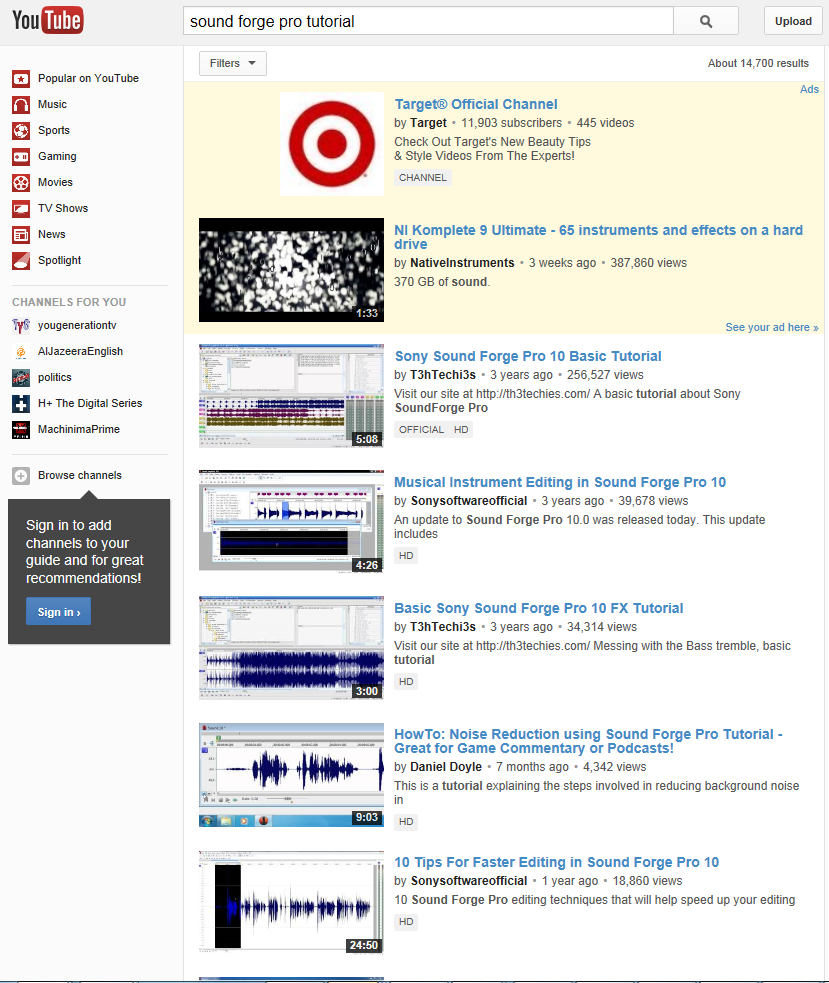 YouTube
sound forge pro tutorial
Upload
Filters
About 14,700 results
Popular on YouTube
Music
Sports
Gaming
Movies
TV Shows
News
Spotlight
CHANNELS FOR YOU
yougenerationtv
AlJazeeraEnglish
politics
H+ The Digital Series
MachinimaPrime
Browse channels
Sign in to add
channels to your
guide and for great
recommendations!
Sign in ›
Ads
Target® Official Channel
by Target • 11,903 subscribers • 445 videos
Check Out Target's New Beauty Tips
& Style Videos From The Experts!
CHANNEL
1:33
NI Komplete 9 Ultimate - 65 instruments and effects on a hard
drive
by NativeInstruments • 3 weeks ago • 387,860 views
370 GB of sound.
See your ad here »
5:08
Sony Sound Forge Pro 10 Basic Tutorial
by T3hTechi3s • 3 years ago • 256,527 views
Visit our site at http://th3techies.com/ A basic tutorial about Sony
SoundForge Pro
OFFICIAL HD
4:26
Musical Instrument Editing in Sound Forge Pro 10
by Sonysoftwareofficial • 3 years ago • 39,678 views
An update to Sound Forge Pro 10.0 was released today. This update
includes
HD
3:00
Basic Sony Sound Forge Pro 10 FX Tutorial
by T3hTechi3s • 3 years ago • 34,314 views
Visit our site at http://th3techies.com/ Messing with the Bass tremble, basic
tutorial
HD
9:03
HowTo: Noise Reduction using Sound Forge Pro Tutorial -
Great for Game Commentary or Podcasts!
by Daniel Doyle • 7 months ago • 4,342 views
This is a tutorial explaining the steps involved in reducing background noise
in
HD
24:50
10 Tips For Faster Editing in Sound Forge Pro 10
by Sonysoftwareofficial • 1 year ago • 18,860 views
10 Sound Forge Pro editing techniques that will help speed up your editing
HD